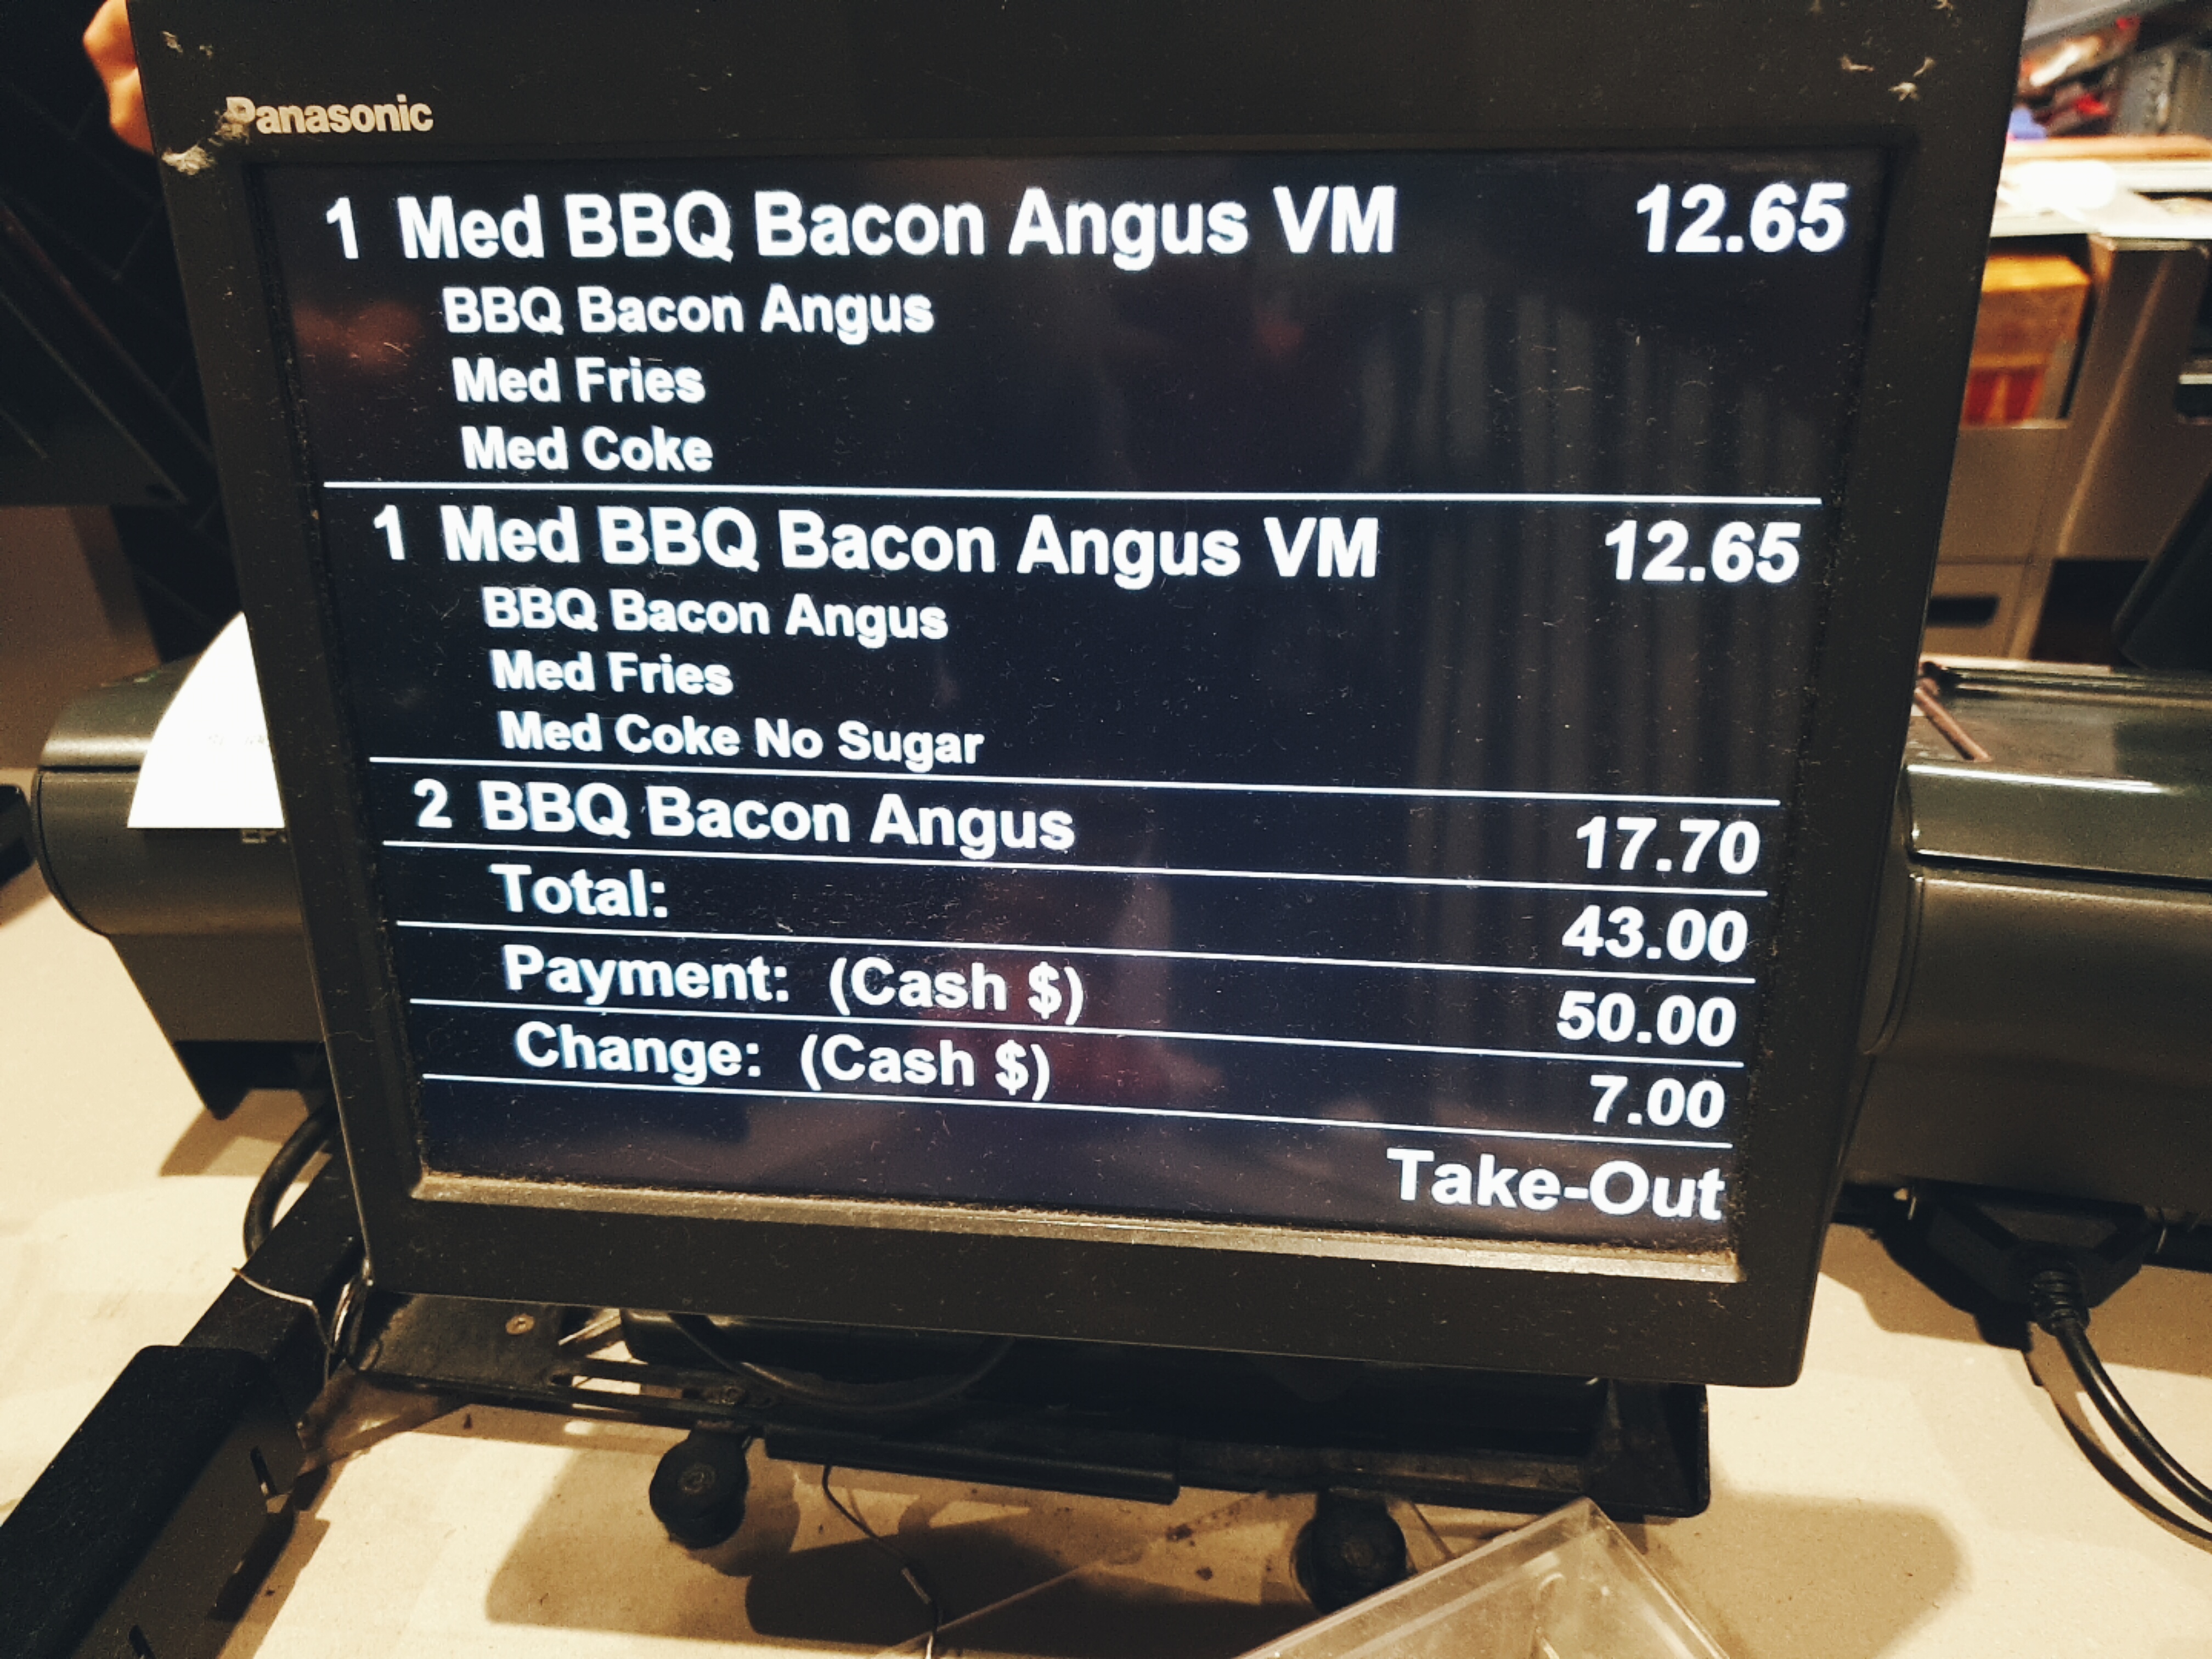 Panasonic
1 Med BBQ Bacon Angus VM 12.65
BBQ Bacon Angus
Med Fries
Med Coke
1 Med BBQ Bacon Angus VM 12.65
BBQ Bacon Angus
Med Fries
Med Coke No Sugar
2 BBQ Bacon Angus 17.70
Total: 43.00
Payment: (Cash $) 50.00
Change: (Cash $) 7.00
Take-Out